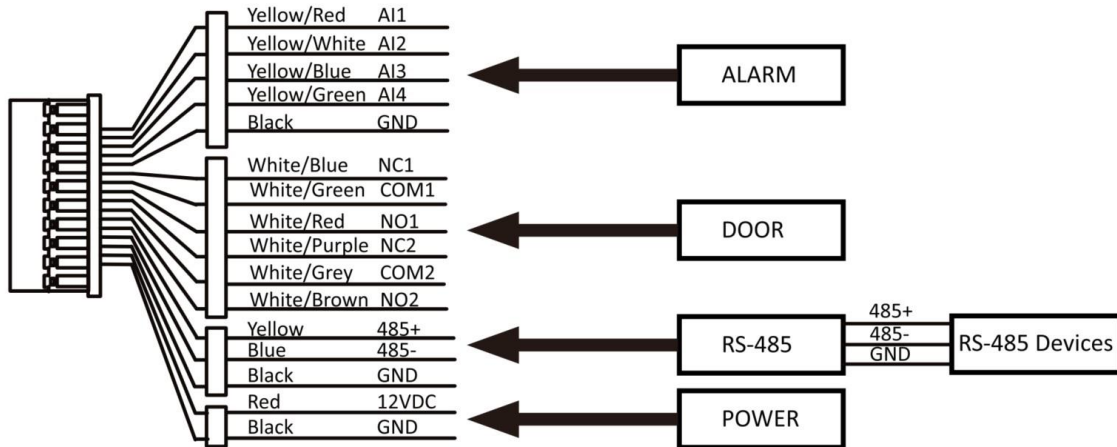 Yellow/Red AI1
Yellow/White AI2
Yellow/Blue AI3
Yellow/Green AI4
Black GND
ALARM
White/Blue NC1
White/Green COM1
White/Red NO1
White/Purple NC2
White/Grey COM2
White/Brown NO2
DOOR
Yellow 485+
Blue 485-
Black GND
RS-485
485+
485-
GND
RS-485 Devices
Red 12VDC
Black GND
POWER